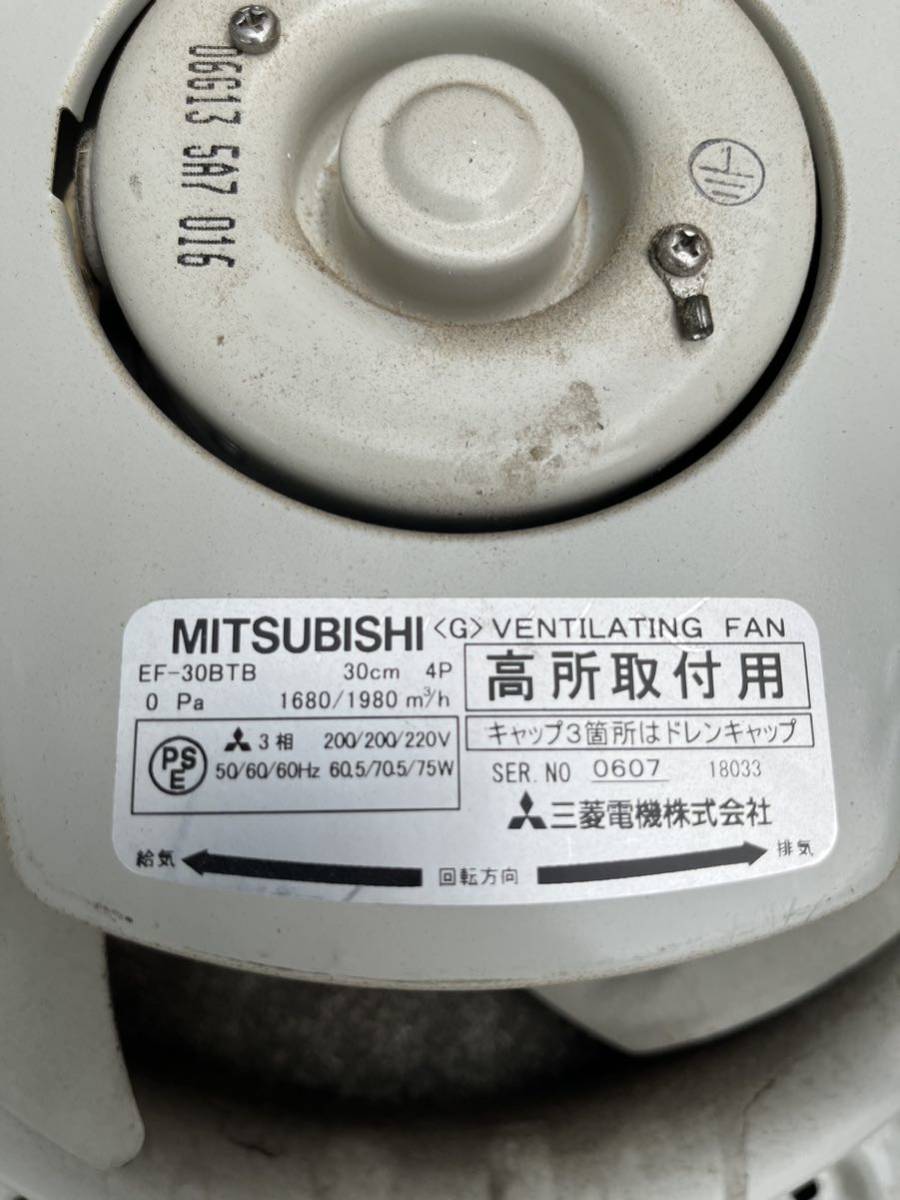 06G13 5A7 016
MITSUBISHI <G> VENTILATING FAN
EF-30BTB 30cm 4P
0 Pa 1680/1980 m³/h
高所取付用
キャップ3箇所はドレンキャップ
PSE
3相 200/200/220V
50/60/60Hz 60.5/70.5/75W
SER. NO 0607 18033
三菱電機株式会社
給気 回転方向 排気